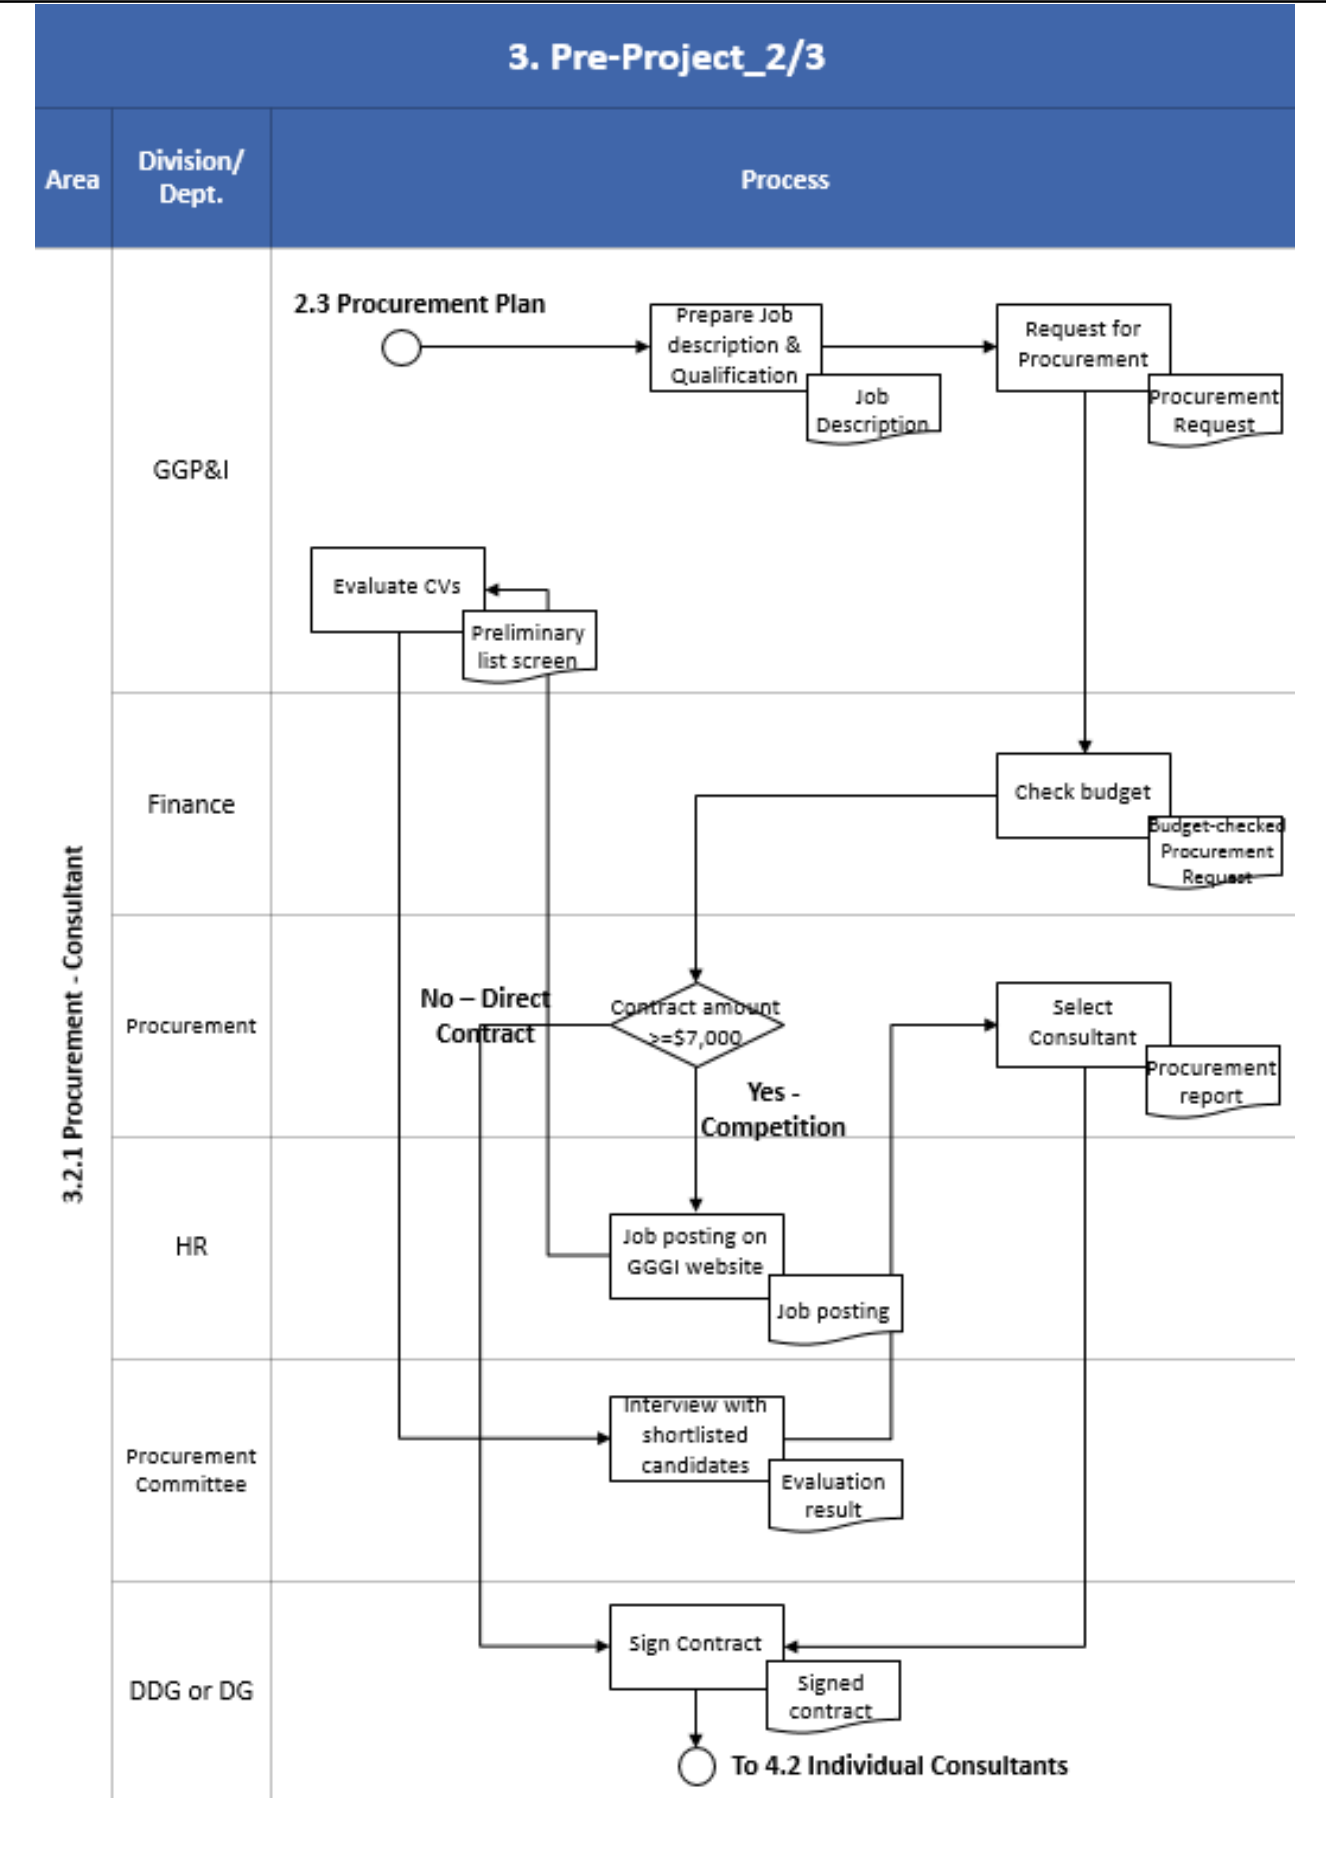 3. Pre-Project_2/3
Area
Division/
Dept.
Process
3.2.1 Procurement - Consultant
GGP&I
2.3 Procurement Plan
Prepare Job
description &
Qualification
Job
Description
Request for
Procurement
Procurement
Request
Evaluate CVs
Preliminary
list screen
Finance
Check budget
Budget-checked
Procurement
Request
Procurement
No – Direct
Contract
Contract amount
>=$7,000
Yes -
Competition
Select
Consultant
Procurement
report
HR
Job posting on
GGGI website
Job posting
Procurement
Committee
Interview with
shortlisted
candidates
Evaluation
result
DDG or DG
Sign Contract
Signed
contract
To 4.2 Individual Consultants